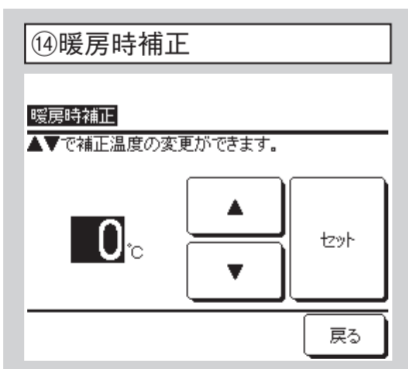 ⑭暖房時補正
暖房時補正
▲▼で補正温度の変更ができます。
▲
0℃
セット
▼
戻る